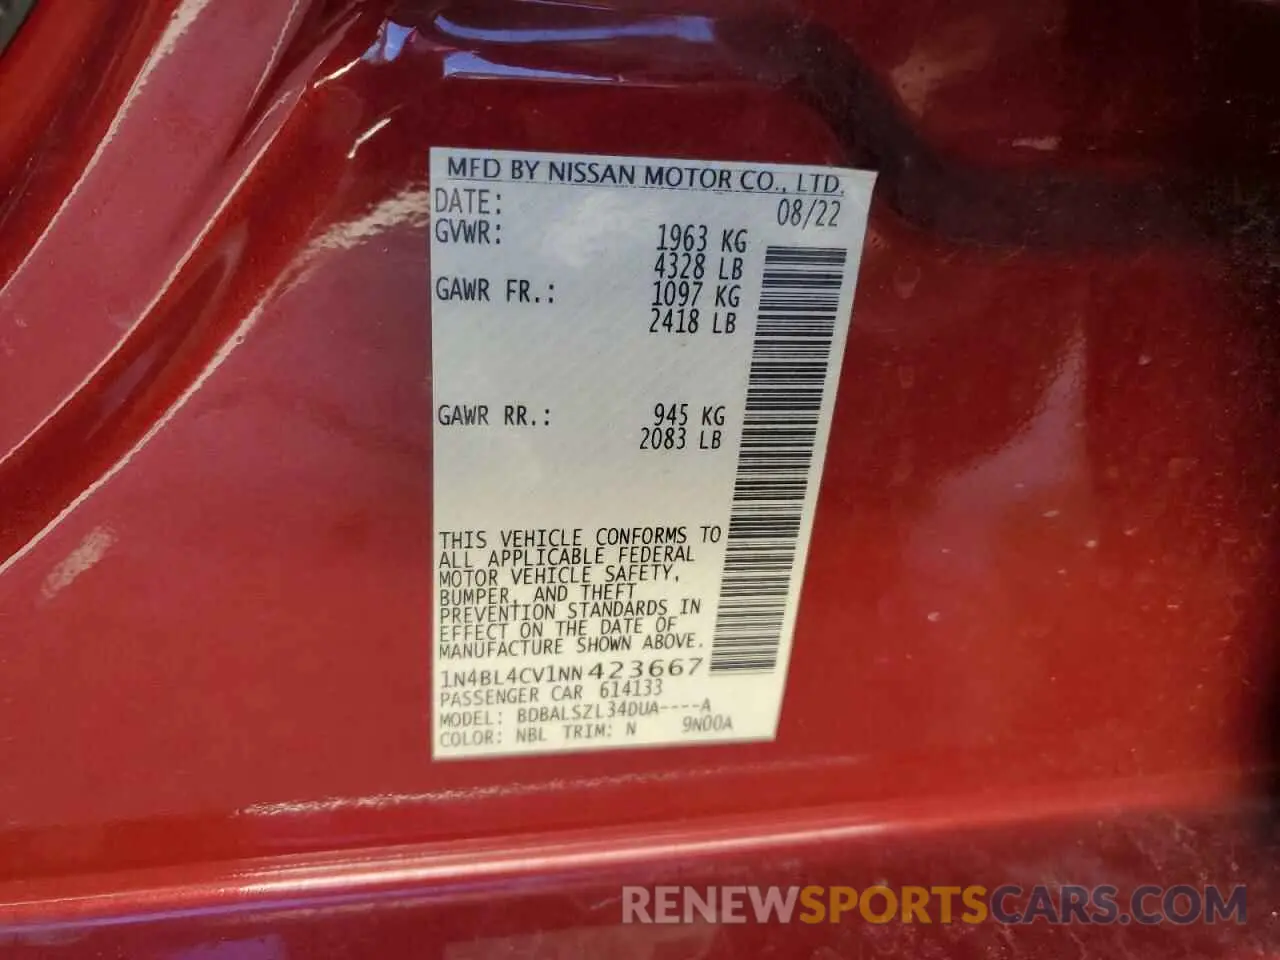 MFD BY NISSAN MOTOR CO., LTD.
DATE: 08/22
GVWR: 1963 KG
4328 LB
GAWR FR.: 1097 KG
2418 LB
GAWR RR.: 945 KG
2083 LB
THIS VEHICLE CONFORMS TO
ALL APPLICABLE FEDERAL
MOTOR VEHICLE SAFETY,
BUMPER, AND THEFT
PREVENTION STANDARDS IN
EFFECT ON THE DATE OF
MANUFACTURE SHOWN ABOVE.
1N4BL4CV1NN423667
PASSENGER CAR 614133
MODEL: BDBALSZL34DUA----A
COLOR: NBL TRIM: N 9N00A
RENEWSPORTSCARS.COM